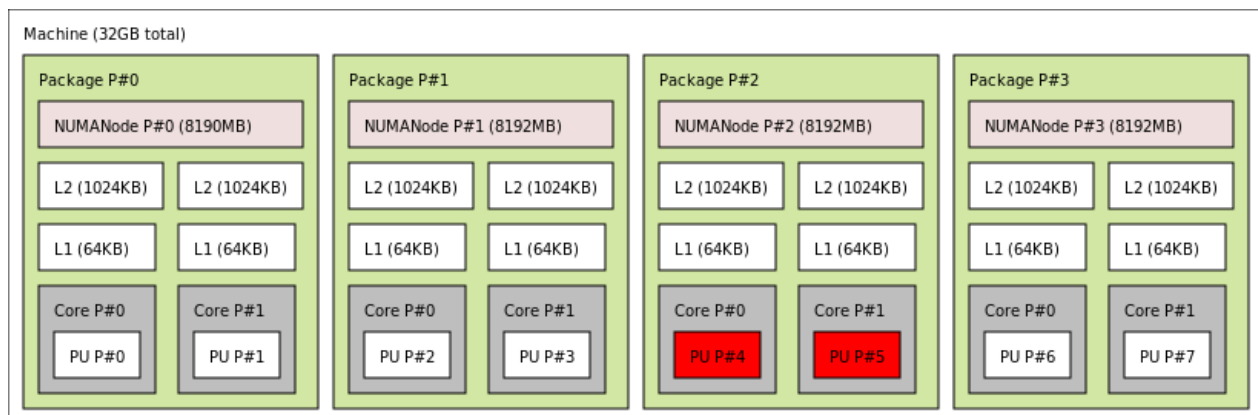 Machine (32GB total)
Package P#0
NUMANode P#0 (8190MB)
L2 (1024KB) L2 (1024KB)
L1 (64KB) L1 (64KB)
Core P#0 Core P#1
PU P#0 PU P#1
Package P#1
NUMANode P#1 (8192MB)
L2 (1024KB) L2 (1024KB)
L1 (64KB) L1 (64KB)
Core P#0 Core P#1
PU P#2 PU P#3
Package P#2
NUMANode P#2 (8192MB)
L2 (1024KB) L2 (1024KB)
L1 (64KB) L1 (64KB)
Core P#0 Core P#1
PU P#4 PU P#5
Package P#3
NUMANode P#3 (8192MB)
L2 (1024KB) L2 (1024KB)
L1 (64KB) L1 (64KB)
Core P#0 Core P#1
PU P#6 PU P#7